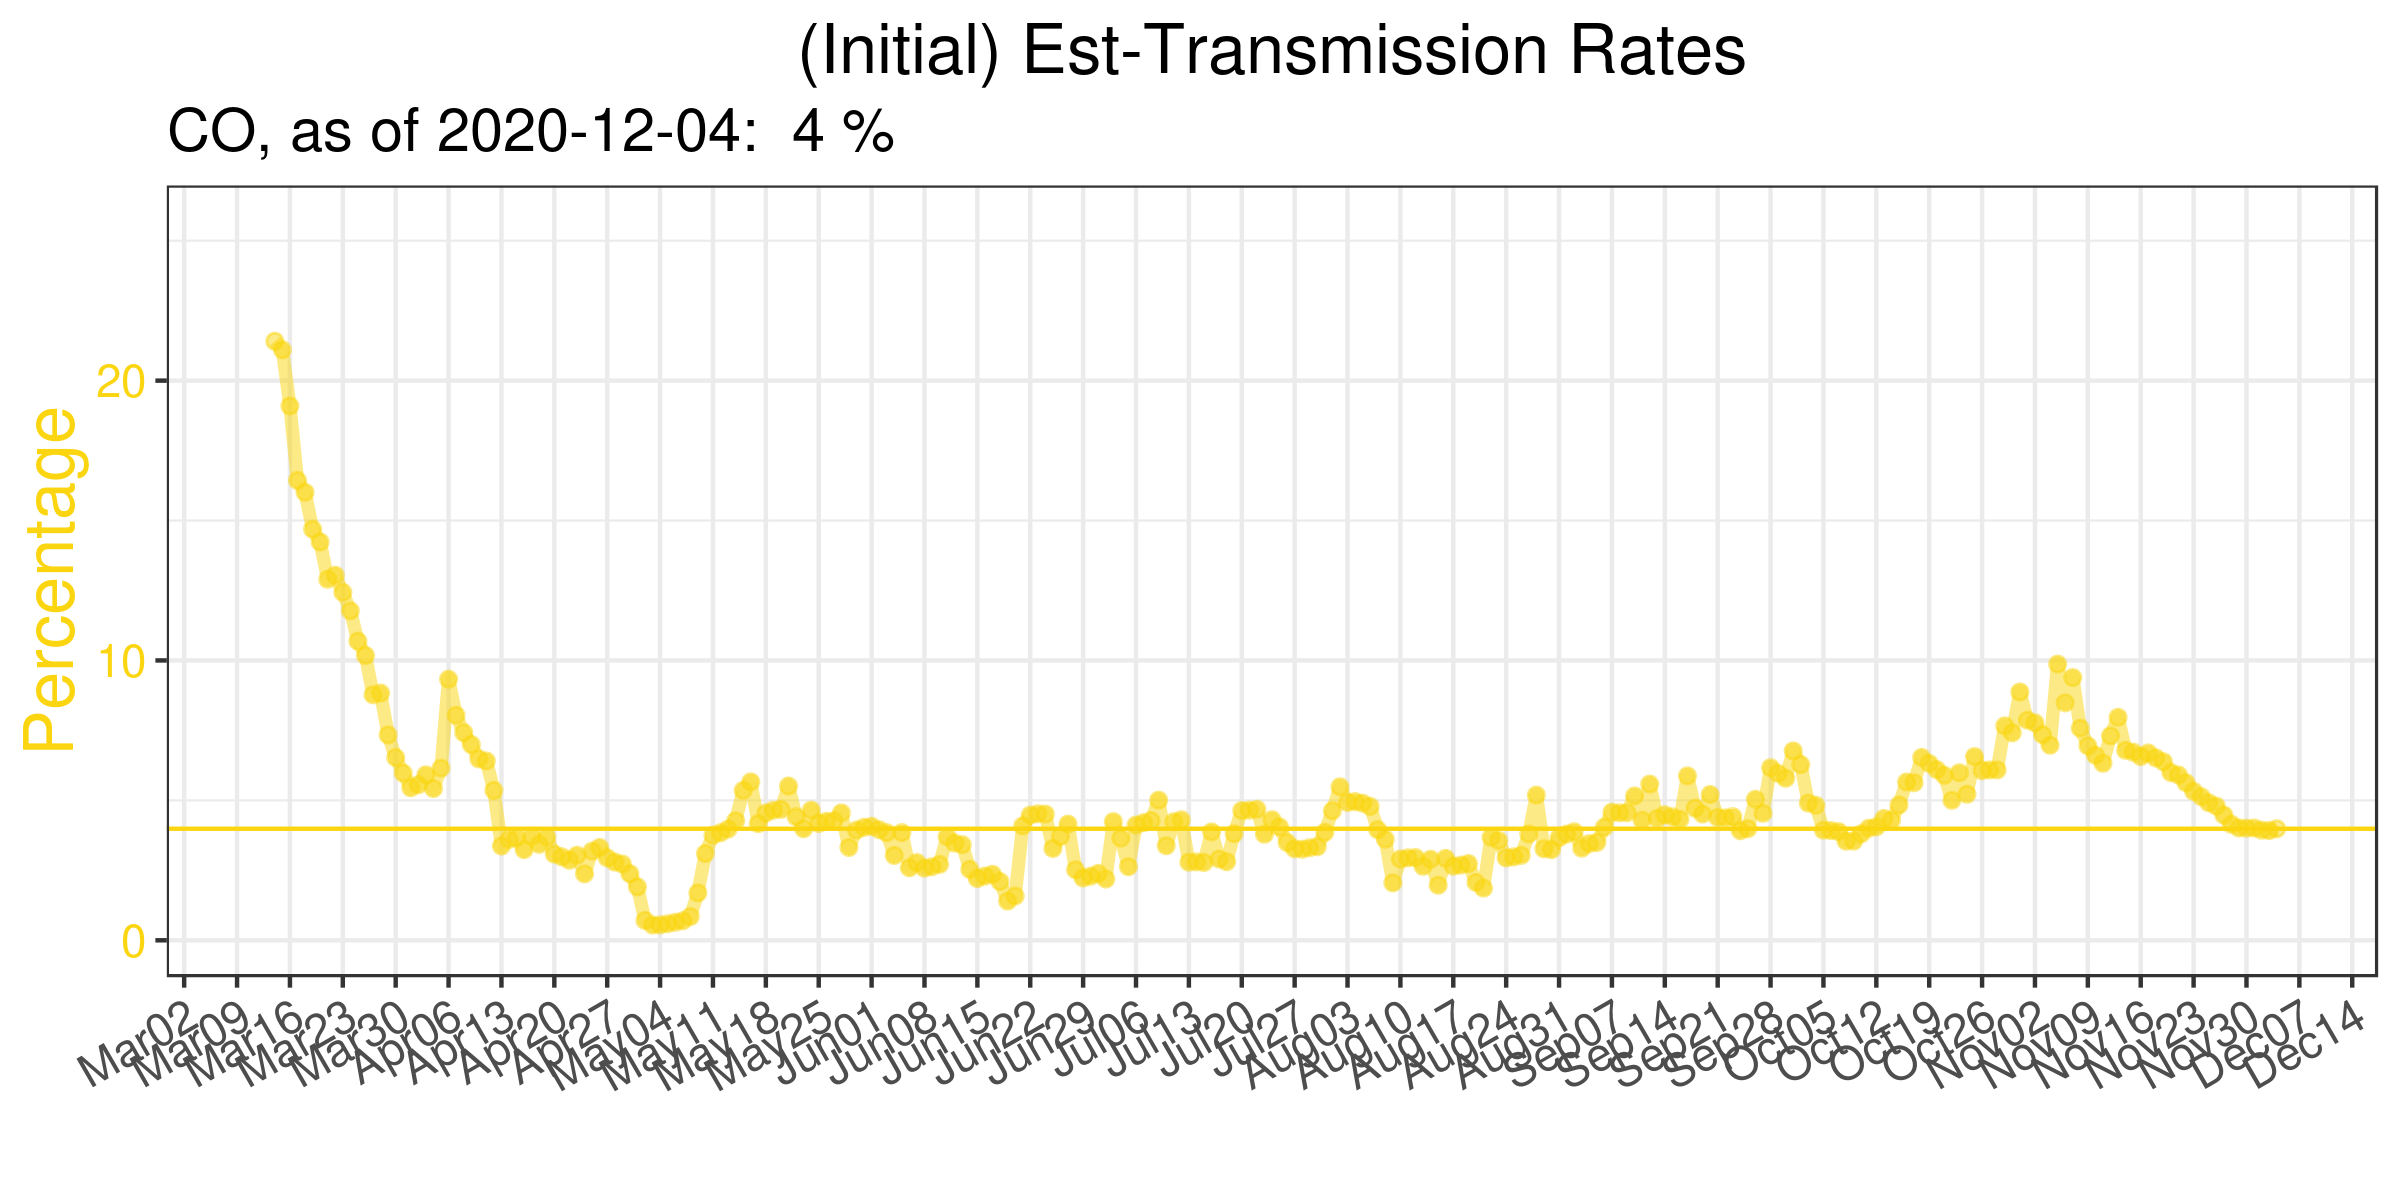 (Initial) Est-Transmission Rates
CO, as of 2020-12-04:  4 %
Percentage
20
10
0
Mar02
Mar09
Mar16
Mar23
Mar30
Apr06
Apr13
Apr20
Apr27
May04
May11
May18
May25
Jun01
Jun08
Jun15
Jun22
Jun29
Jul06
Jul13
Jul20
Jul27
Aug03
Aug10
Aug17
Aug24
Aug31
Sep07
Sep14
Sep21
Sep28
Oct05
Oct12
Oct19
Oct26
Nov02
Nov09
Nov16
Nov23
Nov30
Dec07
Dec14